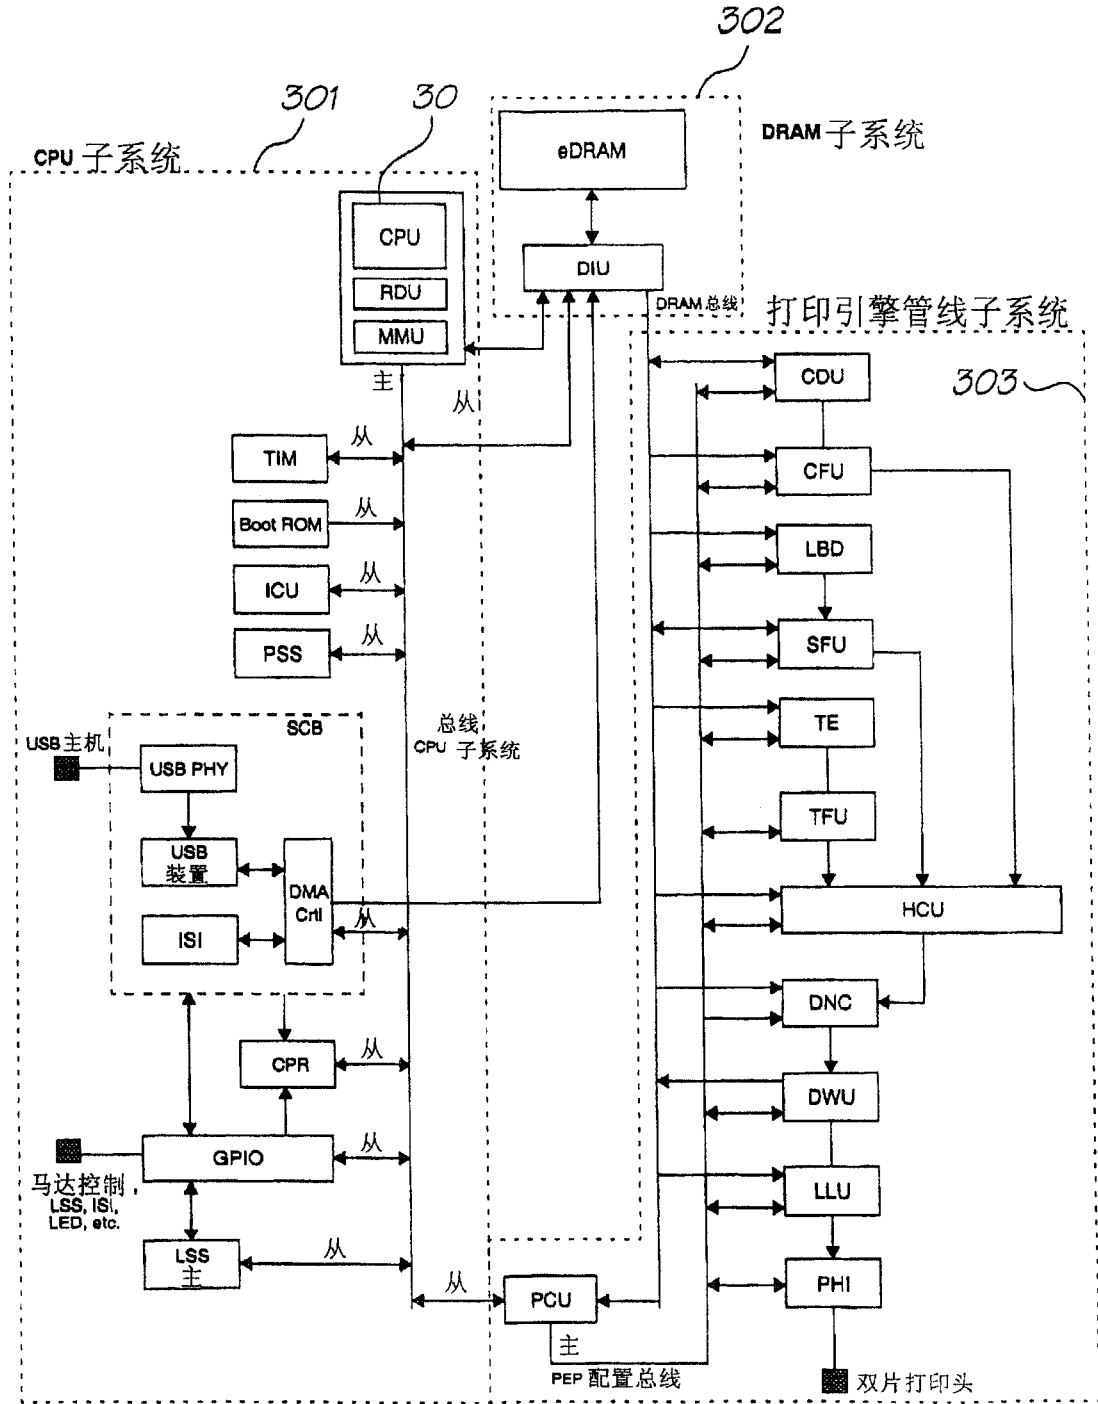 302
301
30
CPU 子系统
eDRAM
DRAM 子系统
CPU
RDU
MMU
DIU
DRAM 总线
打印引擎管线子系统
303
主
从
CDU
TIM
从
CFU
Boot ROM
从
LBD
ICU
从
SFU
PSS
从
SCB
总线
CPU 子系统
USB 主机
USB PHY
TE
USB
装置
DMA
Crtl
TFU
从
HCU
ISI
DNC
CPR
从
DWU
GPIO
从
马达控制,
LSS, ISI,
LED, etc.
LLU
LSS
主
从
PHI
从
PCU
主
PEP 配置总线
双片打印头